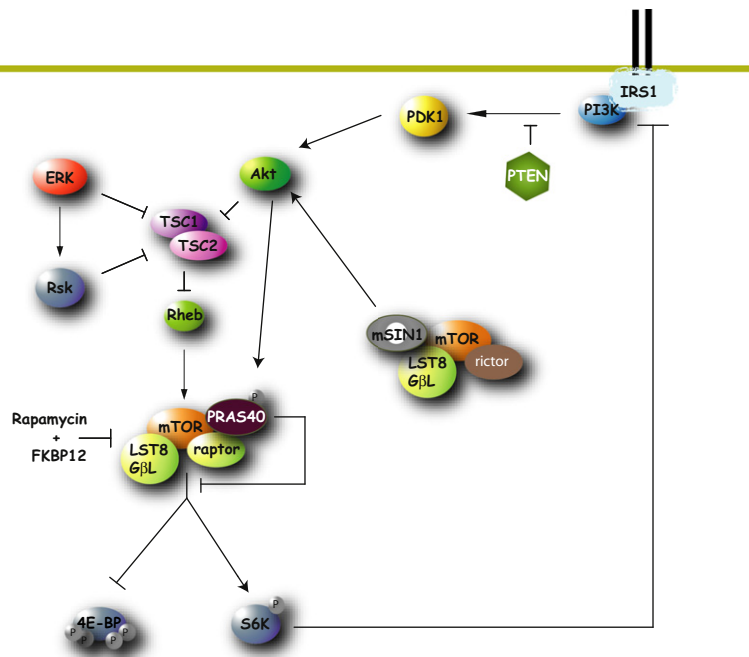 IRS1
PI3K
PDK1
PTEN
ERK
Akt
TSC1
TSC2
Rsk
Rheb
mSIN1
mTOR
LST8
GβL
rictor
P
PRAS40
mTOR
Rapamycin
+
FKBP12
LST8
GβL
raptor
P
4E-BP
P
P
P
P
S6K